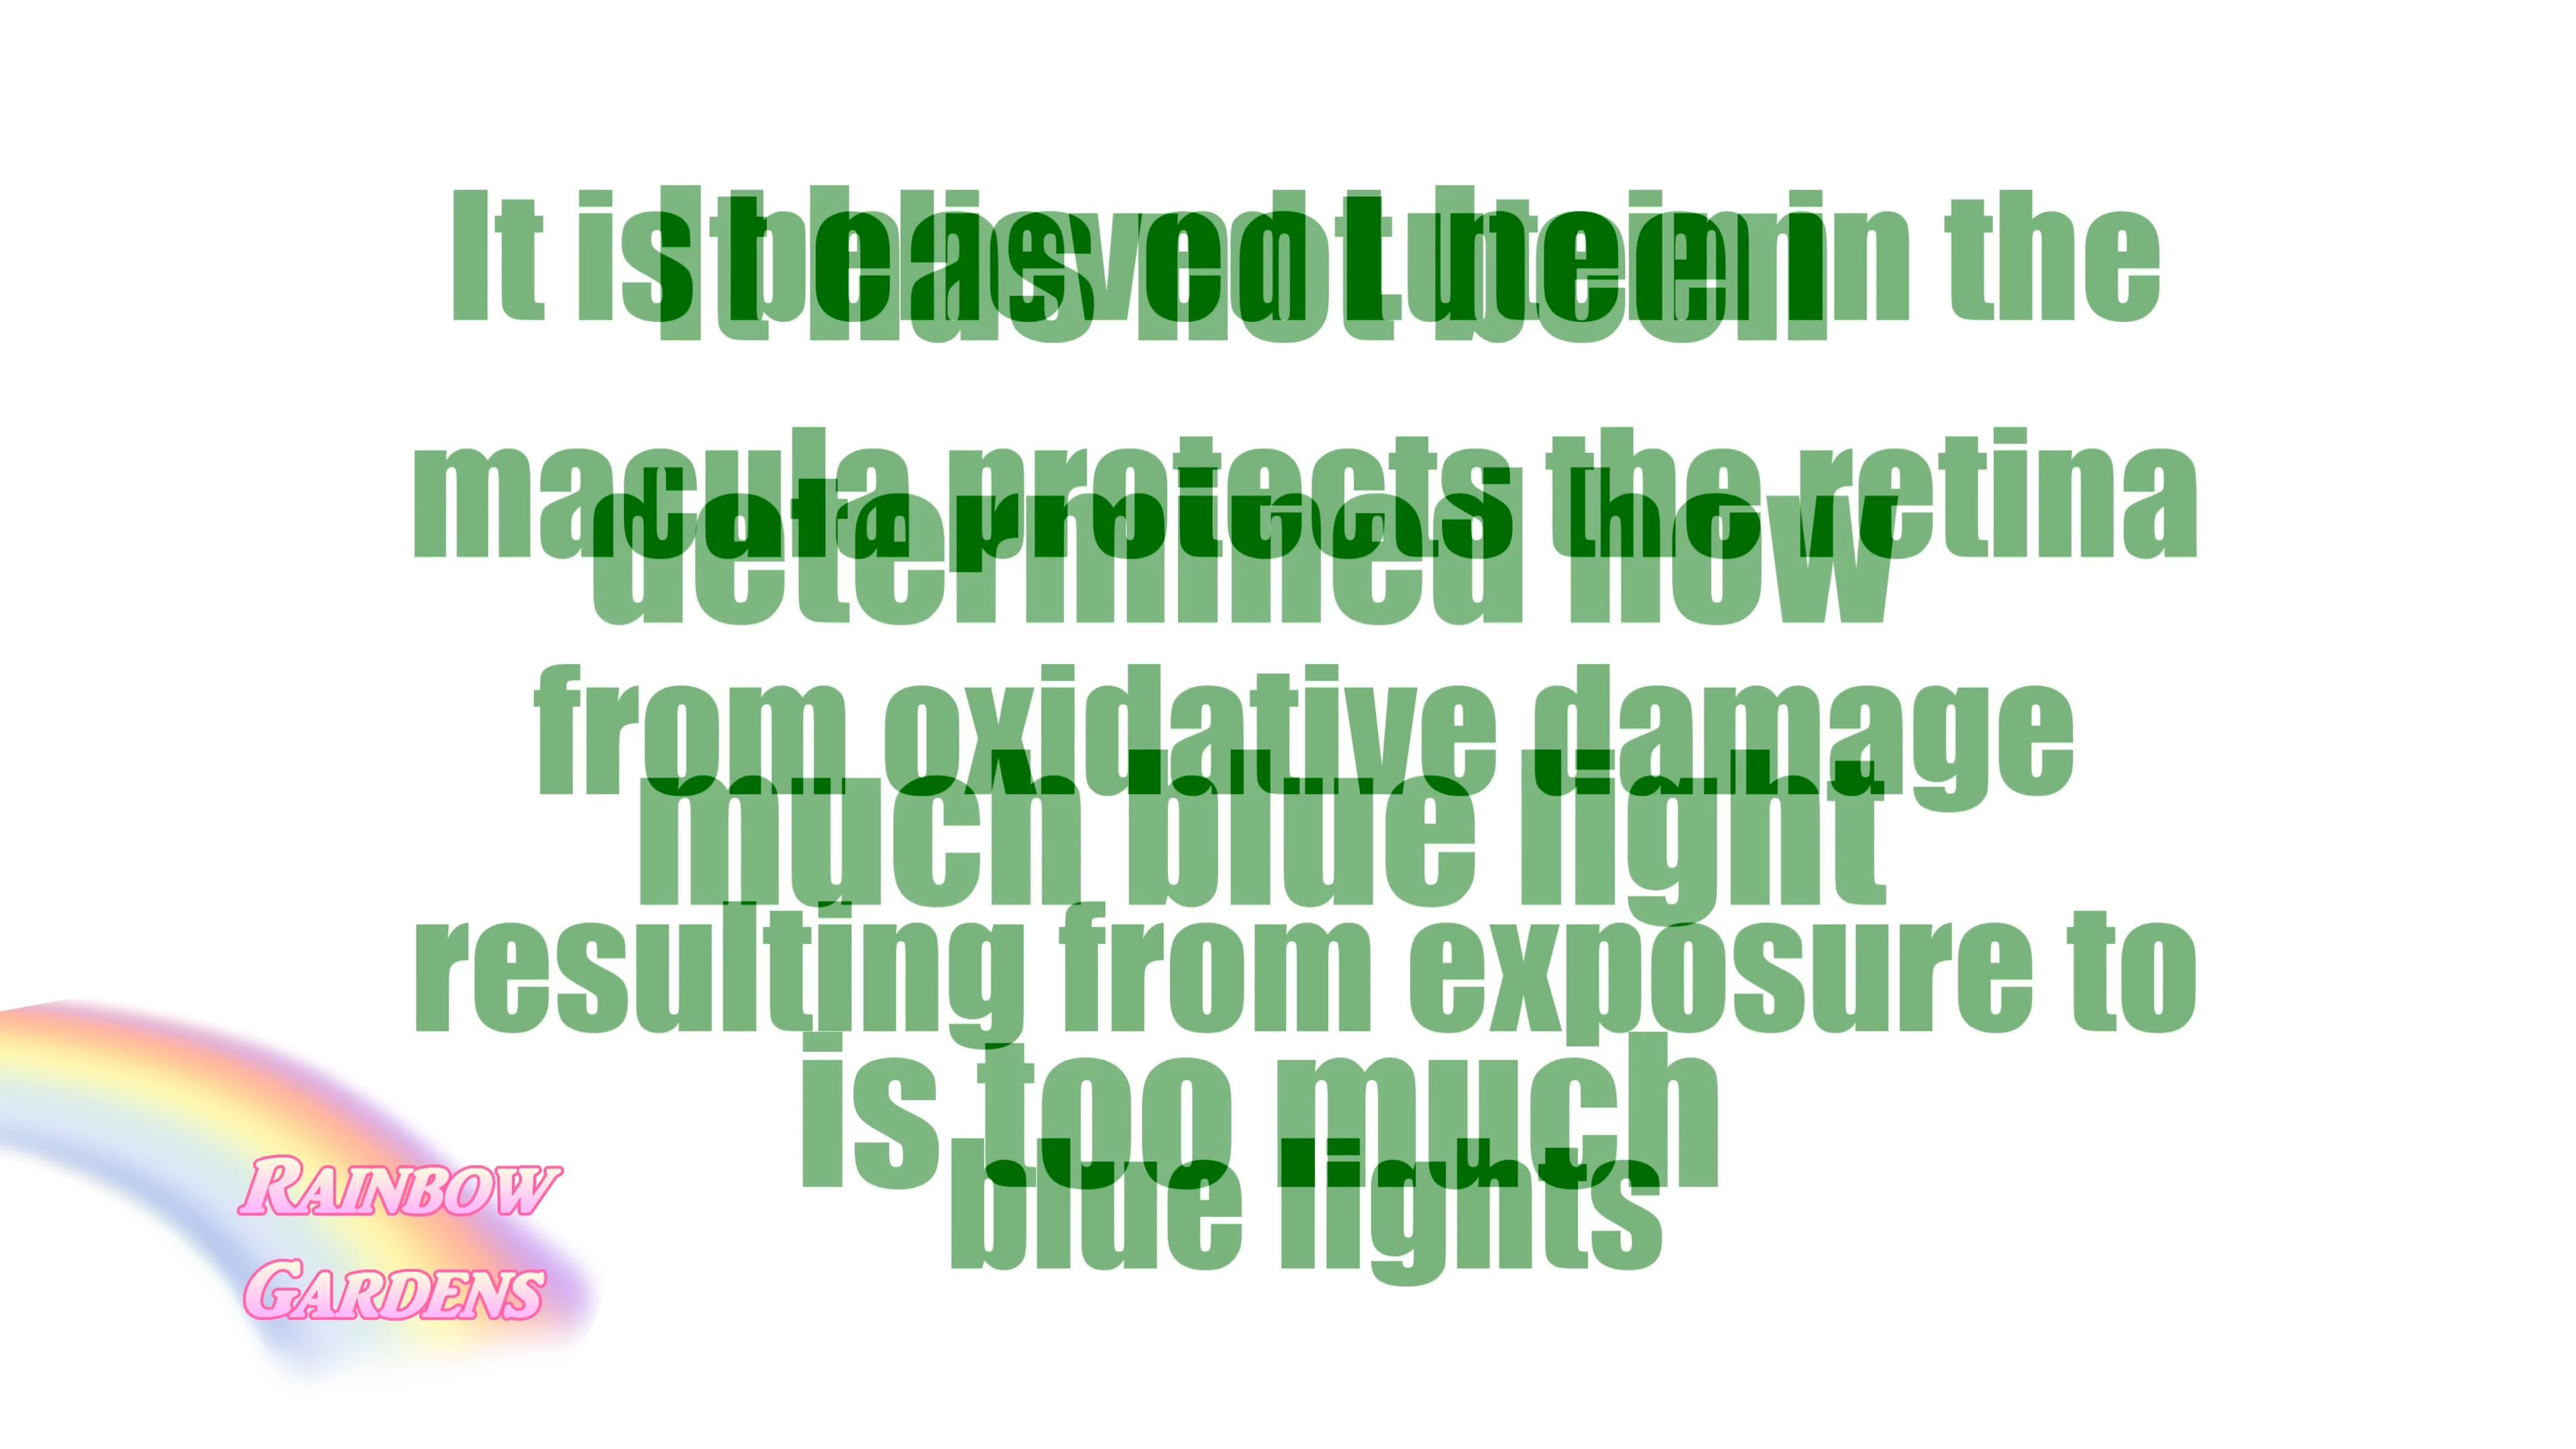 It is believed lutein in the
macula protects the retina
from oxidative damage
resulting from exposure to
blue lights
It has not been
determined how
much blue light
is too much
Rainbow
Gardens